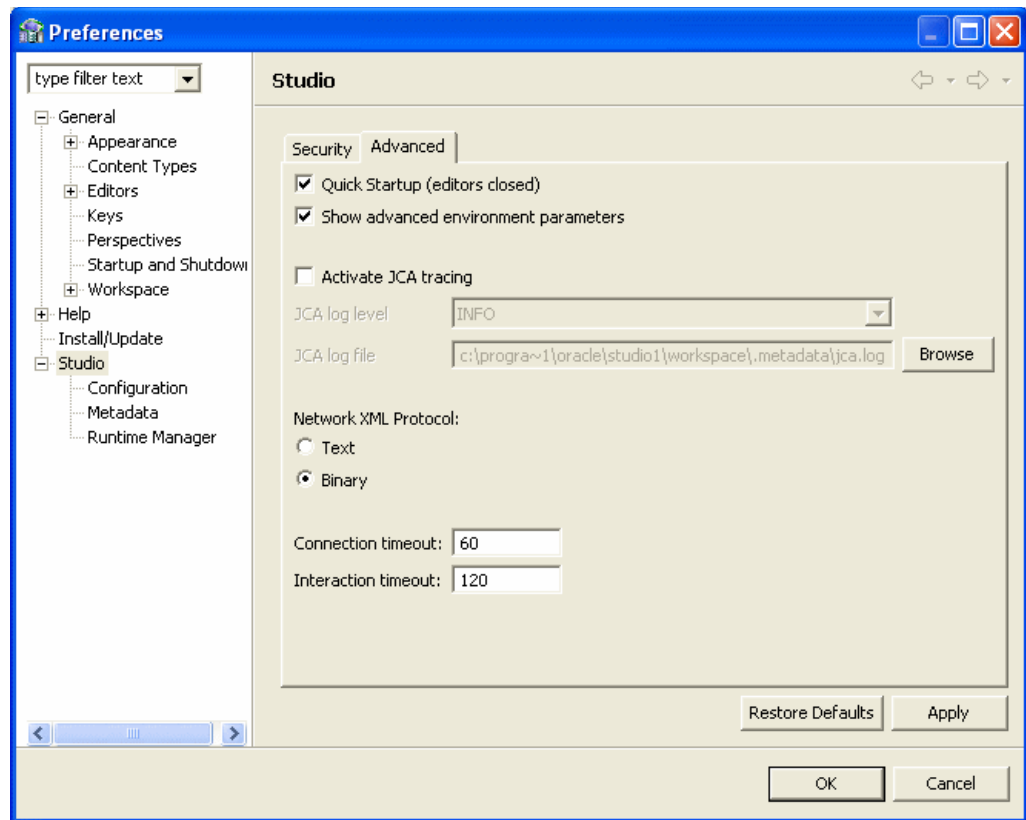 Preferences
type filter text
Studio
General
Appearance
Content Types
Editors
Keys
Perspectives
Startup and Shutdow
Workspace
Help
Install/Update
Studio
Configuration
Metadata
Runtime Manager
Security Advanced
Quick Startup (editors closed)
Show advanced environment parameters
Activate JCA tracing
JCA log level INFO
JCA log file c:\progra~1\oracle\studio1\workspace\.metadata\jca.log Browse
Network XML Protocol:
Text
Binary
Connection timeout: 60
Interaction timeout: 120
Restore Defaults Apply
OK Cancel